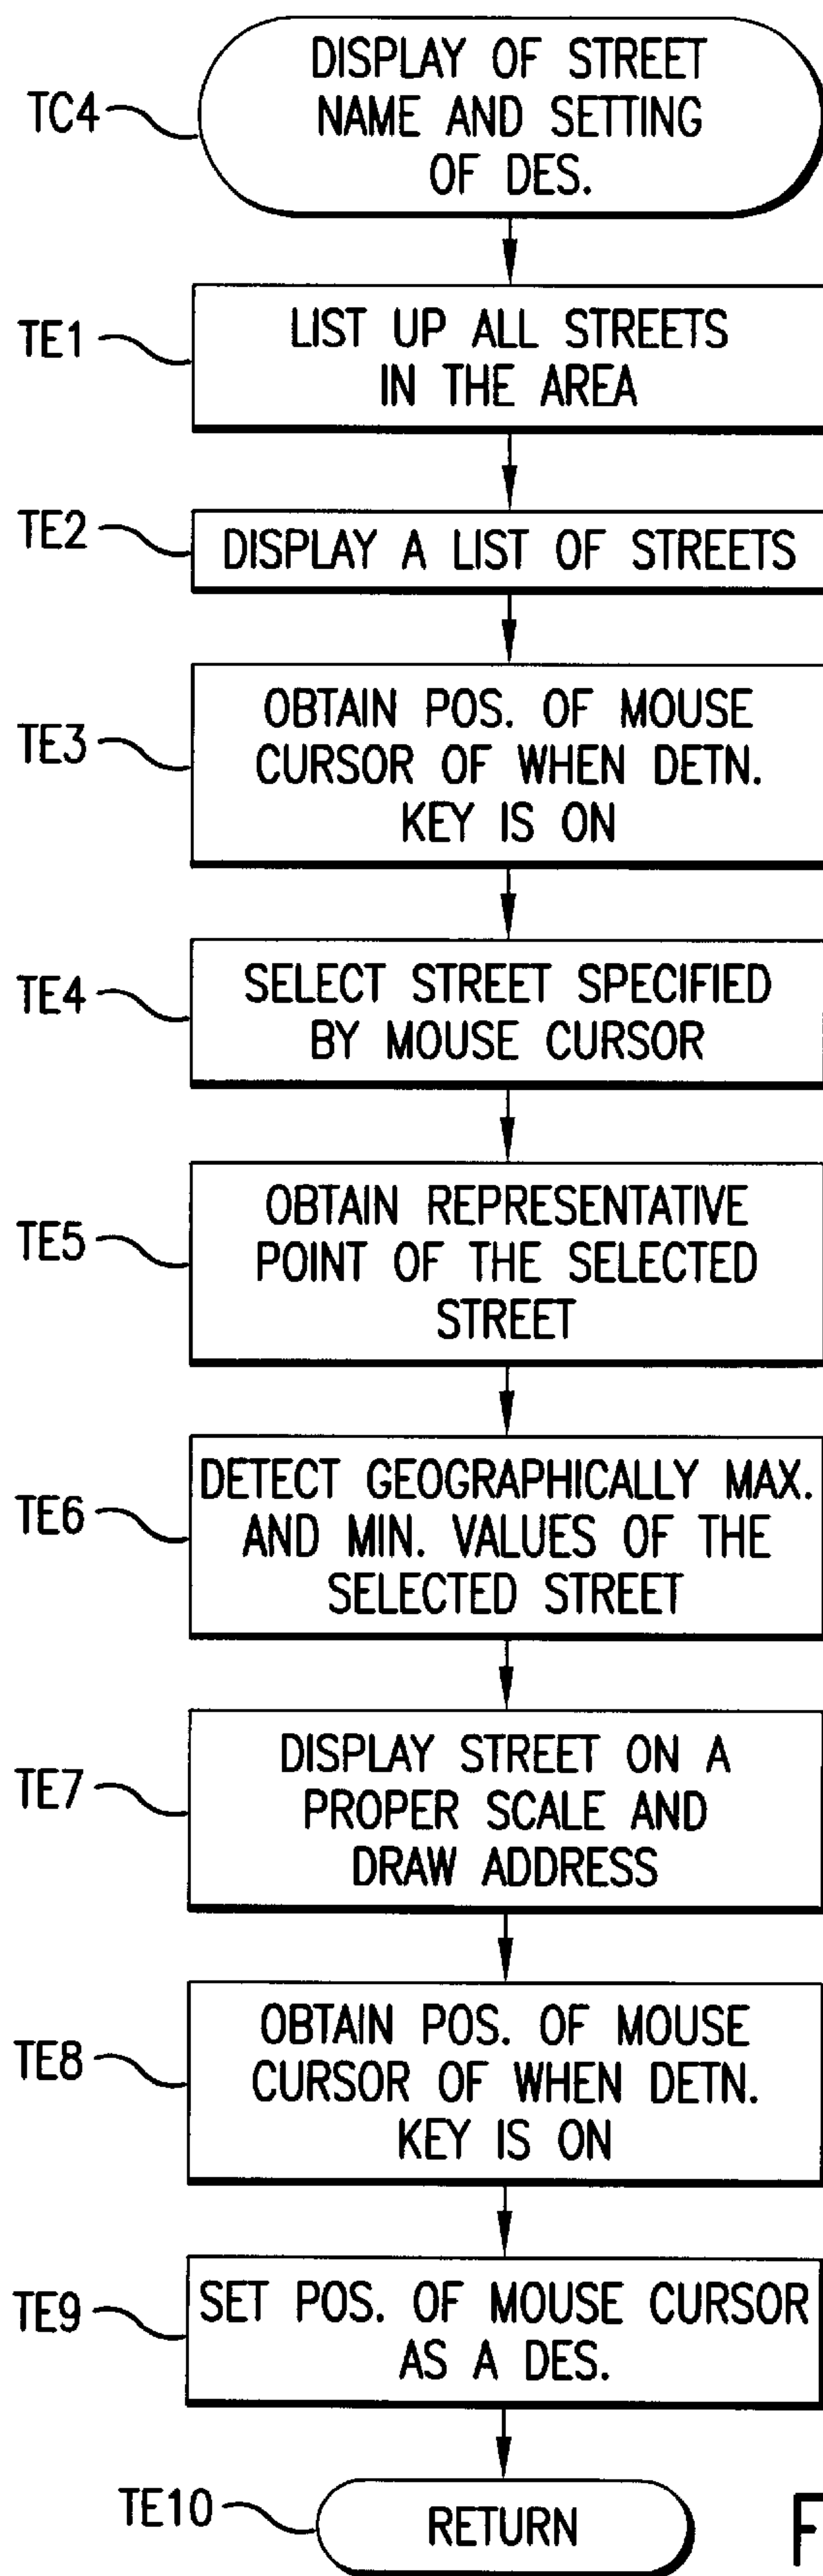 TC4
DISPLAY OF STREET
NAME AND SETTING
OF DES.
TE1
LIST UP ALL STREETS
IN THE AREA
TE2
DISPLAY A LIST OF STREETS
TE3
OBTAIN POS. OF MOUSE
CURSOR OF WHEN DETN.
KEY IS ON
TE4
SELECT STREET SPECIFIED
BY MOUSE CURSOR
TE5
OBTAIN REPRESENTATIVE
POINT OF THE SELECTED
STREET
TE6
DETECT GEOGRAPHICALLY MAX.
AND MIN. VALUES OF THE
SELECTED STREET
TE7
DISPLAY STREET ON A
PROPER SCALE AND
DRAW ADDRESS
TE8
OBTAIN POS. OF MOUSE
CURSOR OF WHEN DETN.
KEY IS ON
TE9
SET POS. OF MOUSE CURSOR
AS A DES.
TE10
RETURN